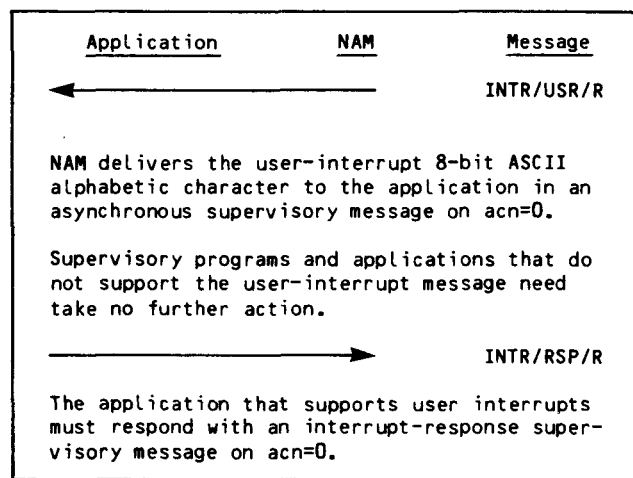 Application NAM Message
INTR/USR/R
NAM delivers the user-interrupt 8-bit ASCII
alphabetic character to the application in an
asynchronous supervisory message on acn=0.
Supervisory programs and applications that do
not support the user-interrupt message need
take no further action.
INTR/RSP/R
The application that supports user interrupts
must respond with an interrupt-response super-
visory message on acn=0.